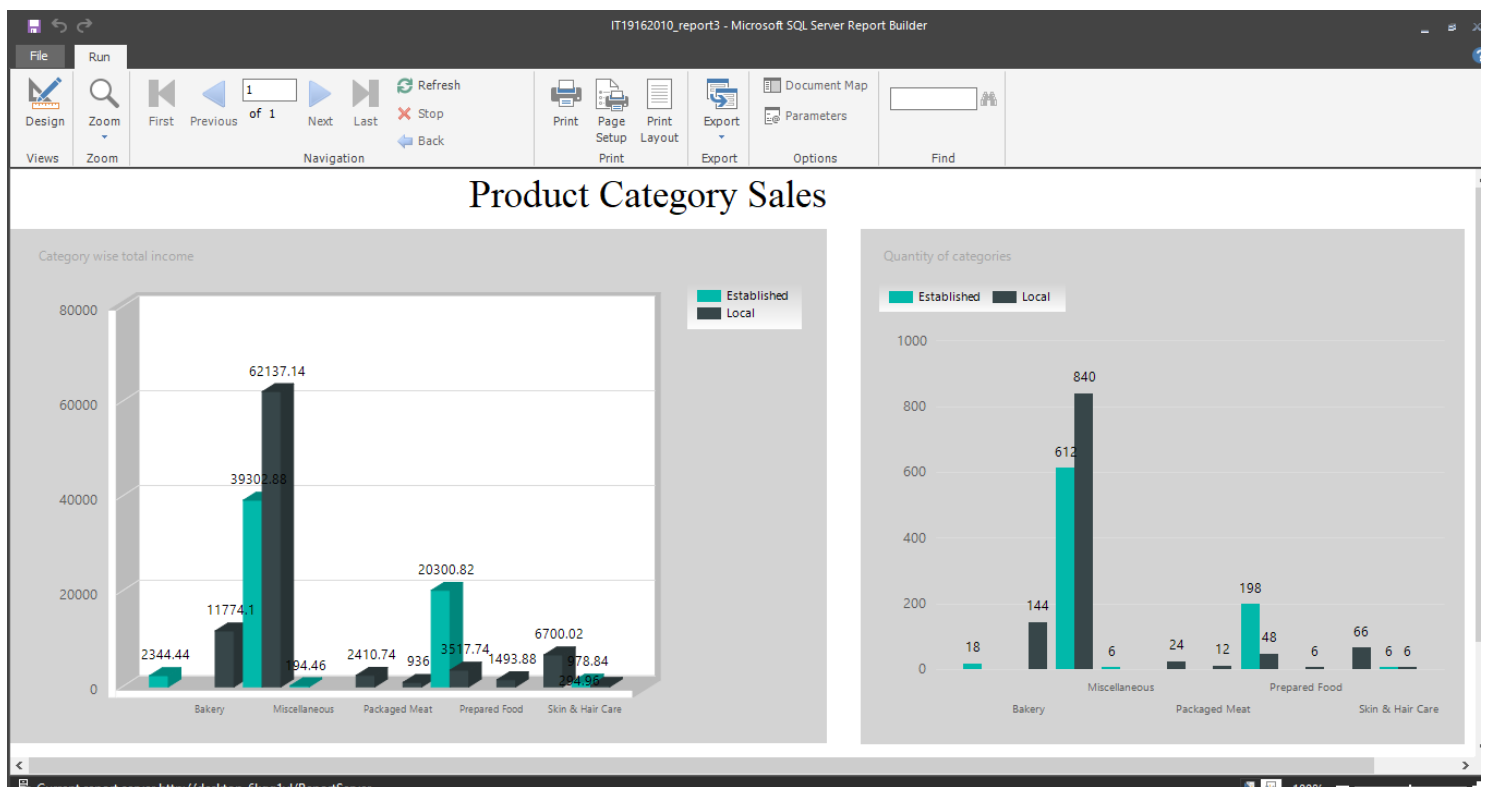 IT19162010_report3 - Microsoft SQL Server Report Builder
File
Run
Design
Zoom
First
Previous
1
of 1
Next
Last
Refresh
Stop
Back
Print
Page
Setup
Print
Layout
Export
Document Map
Parameters
Views
Zoom
Navigation
Print
Export
Options
Find
Product Category Sales
Category wise total income
Established
Local
80000
60000
40000
20000
0
2344.44
11774.1
39302.88
62137.14
194.46
2410.74
936
20300.82
3517.74
1493.88
6700.02
978.84
294.96
Bakery
Miscellaneous
Packaged Meat
Prepared Food
Skin & Hair Care
Quantity of categories
Established
Local
1000
800
600
400
200
0
18
144
612
840
6
24
12
198
48
6
66
6
6
Miscellaneous
Prepared Food
Bakery
Packaged Meat
Skin & Hair Care